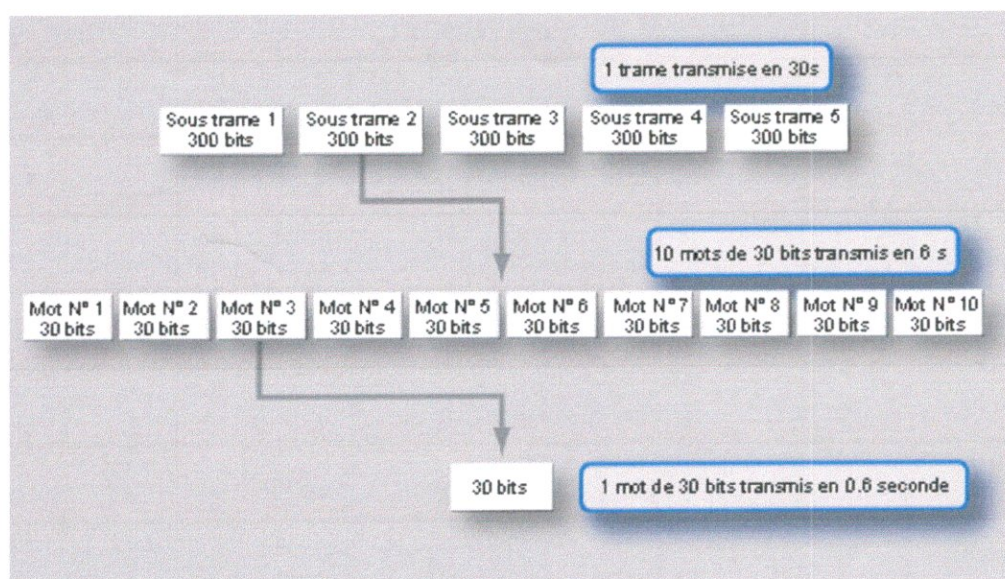 1 trame transmise en 30s
Sous trame 1
300 bits
Sous trame 2
300 bits
Sous trame 3
300 bits
Sous trame 4
300 bits
Sous trame 5
300 bits
10 mots de 30 bits transmis en 6 s
Mot N° 1
30 bits
Mot N° 2
30 bits
Mot N° 3
30 bits
Mot N° 4
30 bits
Mot N° 5
30 bits
Mot N° 6
30 bits
Mot N°7
30 bits
Mot N° 8
30 bits
Mot N° 9
30 bits
Mot N°10
30 bits
30 bits
1 mot de 30 bits transmis en 0.6 seconde